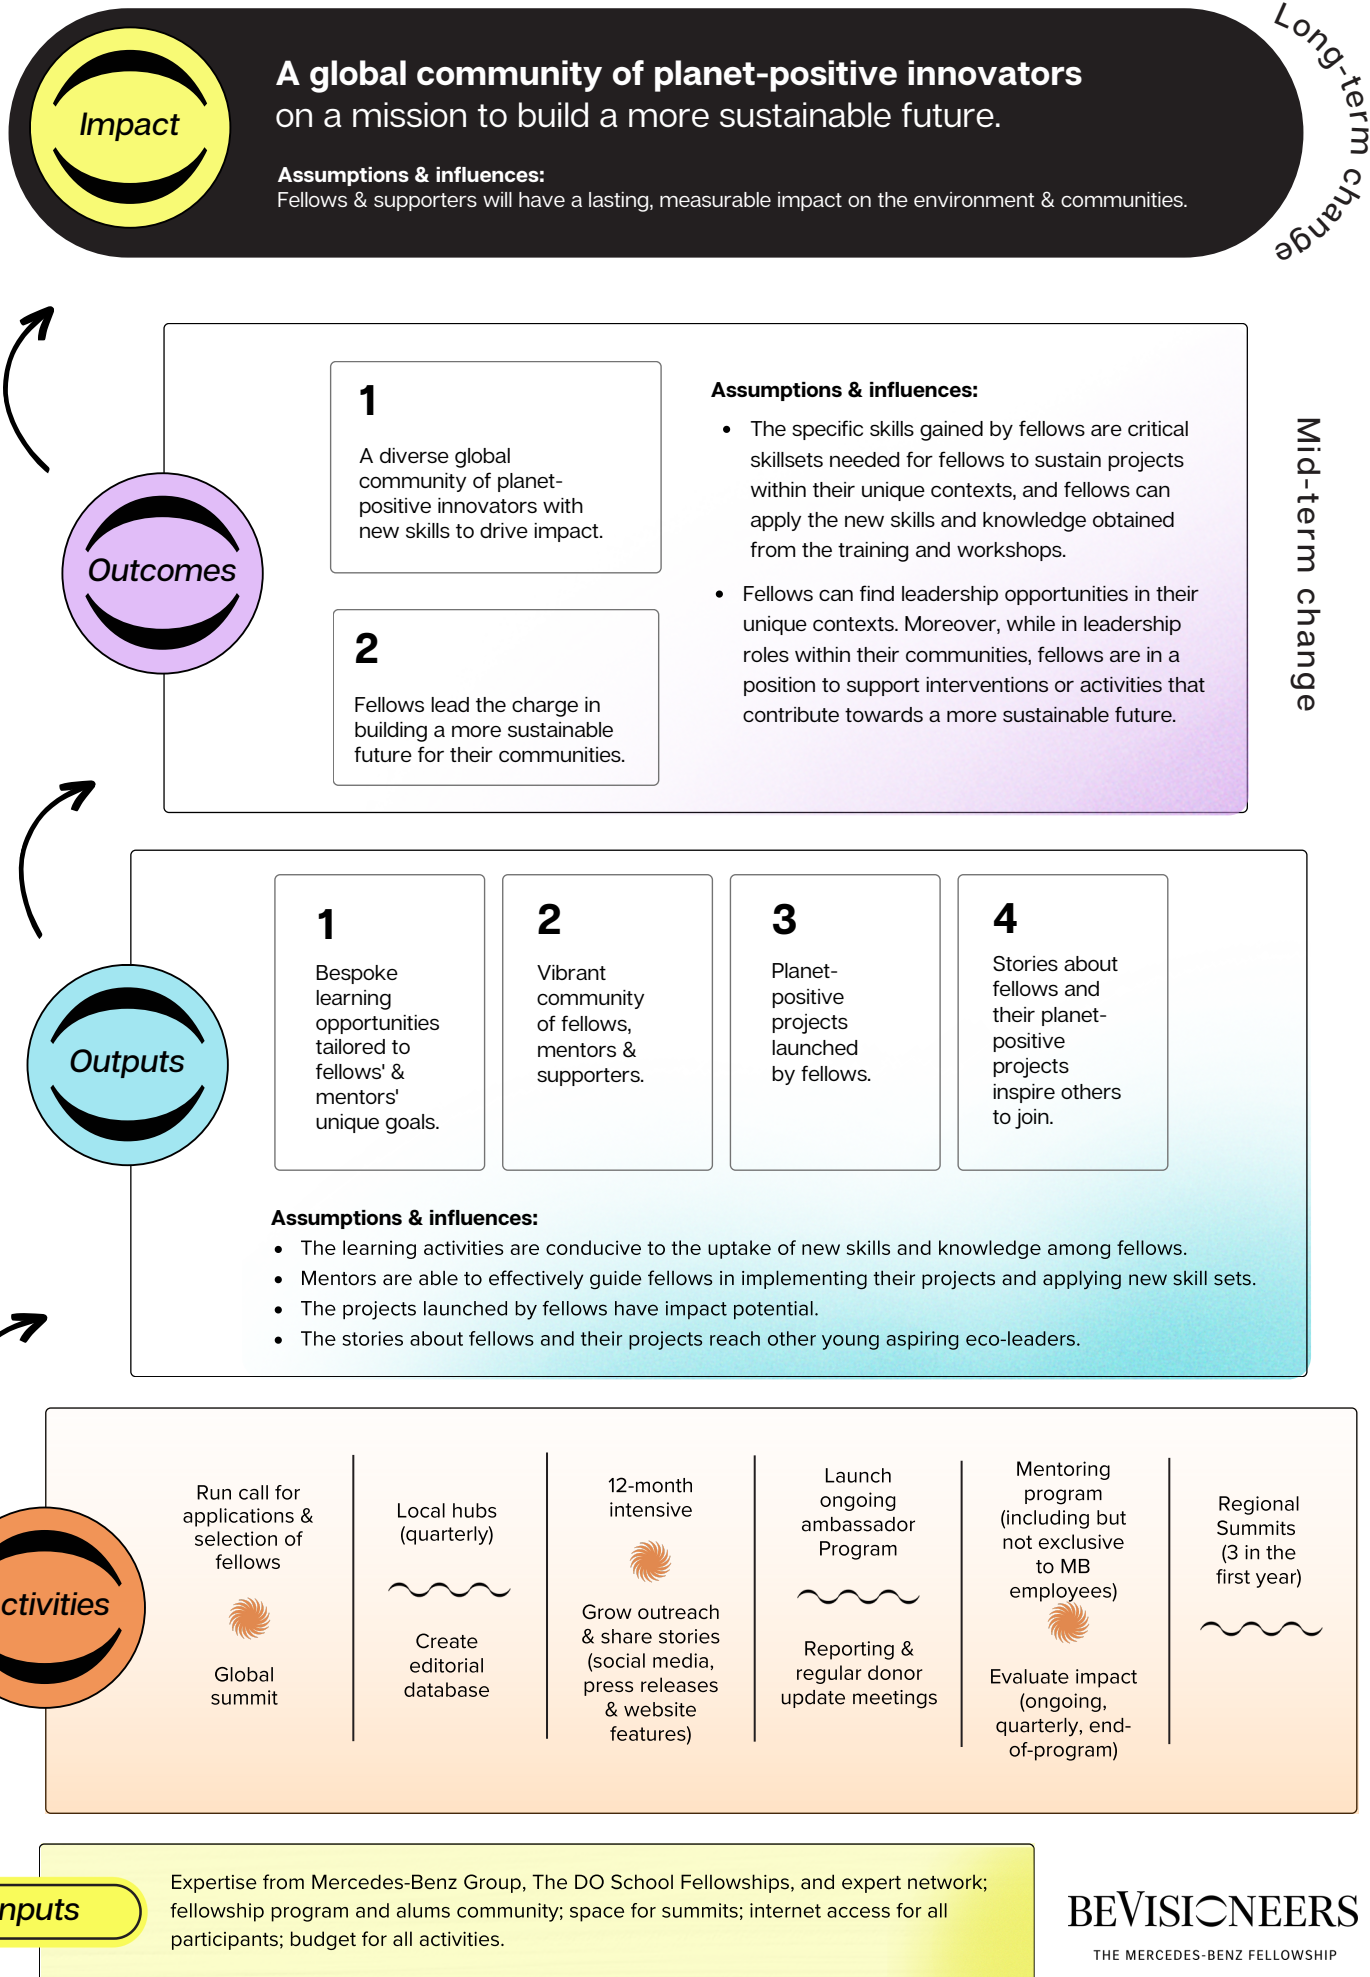 Long-term change
Impact
A global community of planet-positive innovators
on a mission to build a more sustainable future.
Assumptions & influences:
Fellows & supporters will have a lasting, measurable impact on the environment & communities.
Mid-term change
Outcomes
1
A diverse global
community of planet-
positive innovators with
new skills to drive impact.
2
Fellows lead the charge in
building a more sustainable
future for their communities.
Assumptions & influences:
• The specific skills gained by fellows are critical
skillsets needed for fellows to sustain projects
within their unique contexts, and fellows can
apply the new skills and knowledge obtained
from the training and workshops.
• Fellows can find leadership opportunities in their
unique contexts. Moreover, while in leadership
roles within their communities, fellows are in a
position to support interventions or activities that
contribute towards a more sustainable future.
Outputs
1
Bespoke
learning
opportunities
tailored to
fellows' &
mentors'
unique goals.
2
Vibrant
community
of fellows,
mentors &
supporters.
3
Planet-
positive
projects
launched
by fellows.
4
Stories about
fellows and
their planet-
positive
projects
inspire others
to join.
Assumptions & influences:
• The learning activities are conducive to the uptake of new skills and knowledge among fellows.
• Mentors are able to effectively guide fellows in implementing their projects and applying new skill sets.
• The projects launched by fellows have impact potential.
• The stories about fellows and their projects reach other young aspiring eco-leaders.
ctivities
Run call for
applications &
selection of
fellows
Global
summit
Local hubs
(quarterly)
Create
editorial
database
12-month
intensive
Grow outreach
& share stories
(social media,
press releases
& website
features)
Launch
ongoing
ambassador
Program
Reporting &
regular donor
update meetings
Mentoring
program
(including but
not exclusive
to MB
employees)
Evaluate impact
(ongoing,
quarterly, end-
of-program)
Regional
Summits
(3 in the
first year)
nputs
Expertise from Mercedes-Benz Group, The DO School Fellowships, and expert network;
fellowship program and alums community; space for summits; internet access for all
participants; budget for all activities.
BEVISIONEERS
THE MERCEDES-BENZ FELLOWSHIP